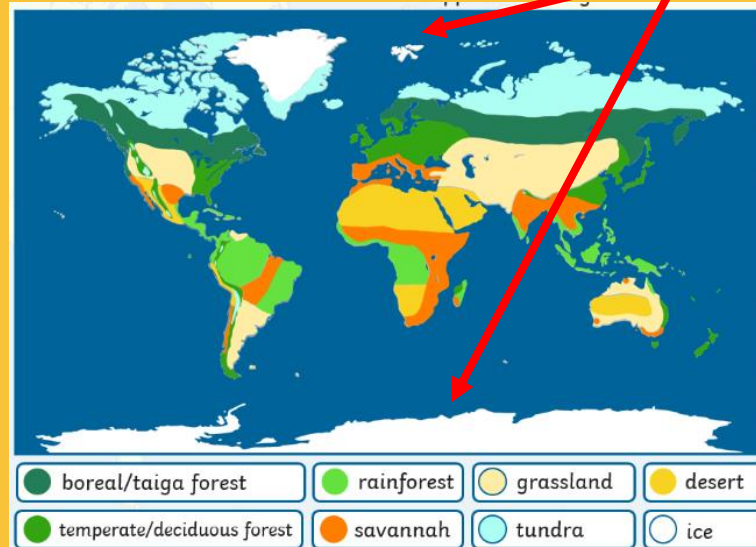 boreal/taiga forest rainforest grassland desert
temperate/deciduous forest savannah tundra ice